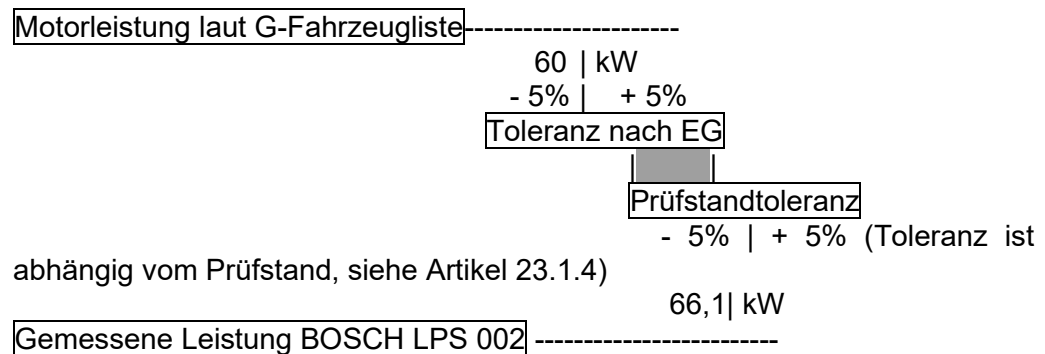 Motorleistung laut G-Fahrzeugliste----------------------
60 | kW
- 5% | + 5%
Toleranz nach EG
| |
Prüfstandtoleranz
- 5% | + 5% (Toleranz ist
abhängig vom Prüfstand, siehe Artikel 23.1.4)
66,1| kW
Gemessene Leistung BOSCH LPS 002 -------------------------